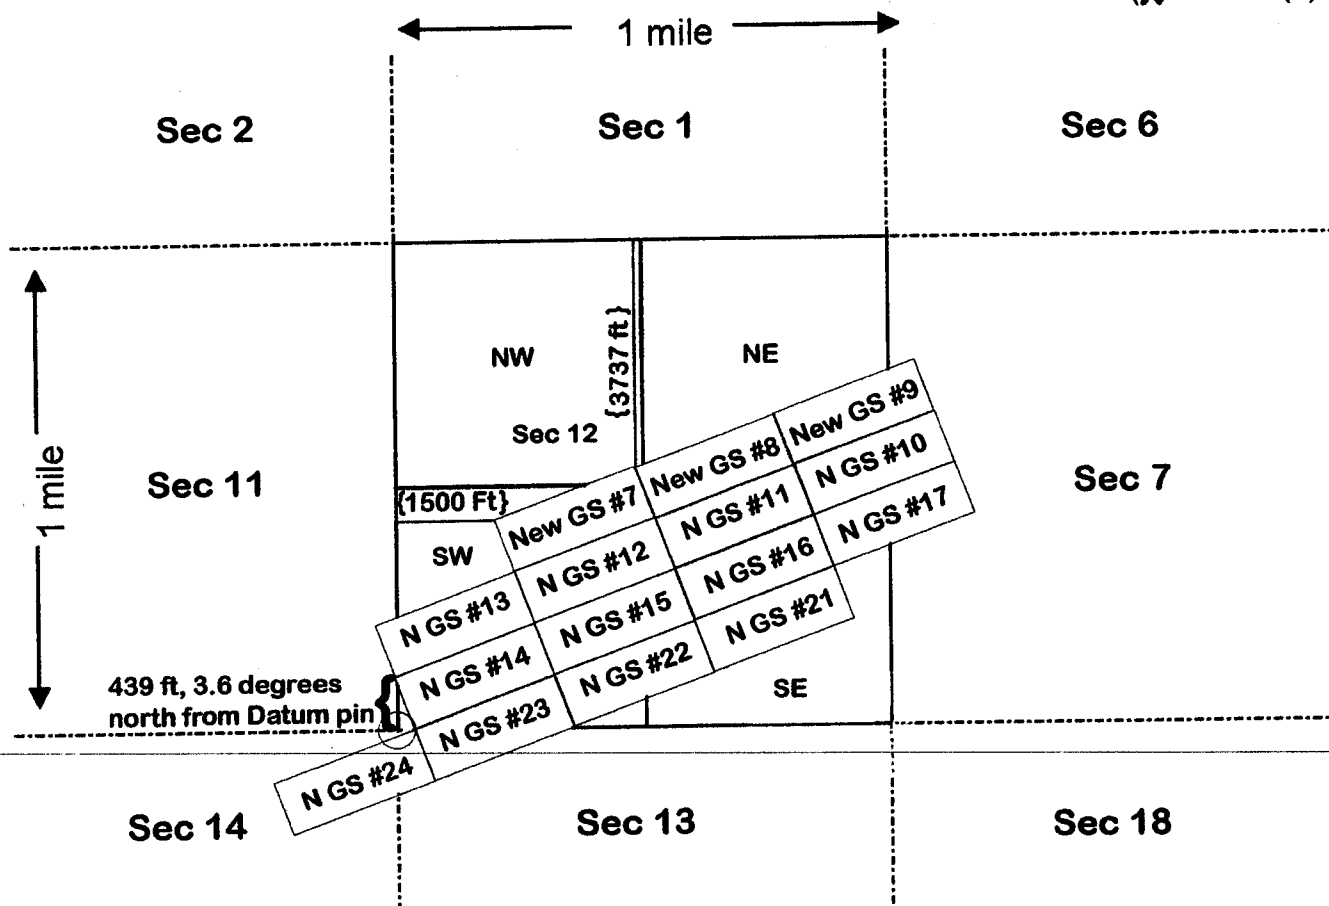 1 mile
Sec 2
Sec 1
Sec 6
NW
{3737 ft}
NE
Sec 12
1 mile
Sec 11
{1500 Ft}
SW
New GS #7
New GS #8
New GS #9
N GS #13
N GS #12
N GS #11
N GS #10
N GS #14
N GS #15
N GS #16
N GS #17
N GS #24
N GS #23
N GS #22
N GS #21
Sec 7
439 ft, 3.6 degrees
north from Datum pin
SE
Sec 14
Sec 13
Sec 18